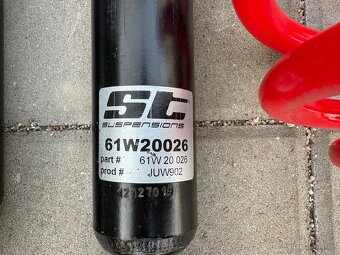 st
SUSPENSIONS
61W20026
part # 61W 20 026
prod # JUW902